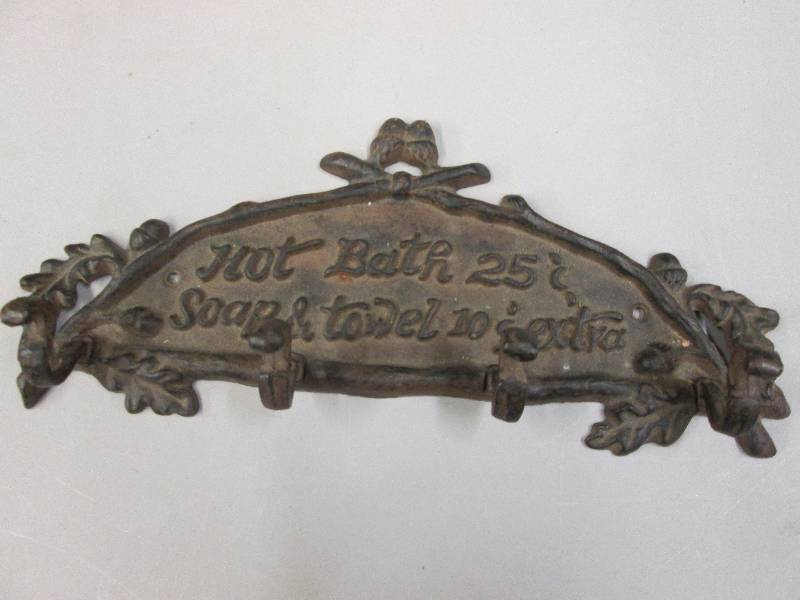 Hot Bath 25¢
Soap & towel 10¢ extra